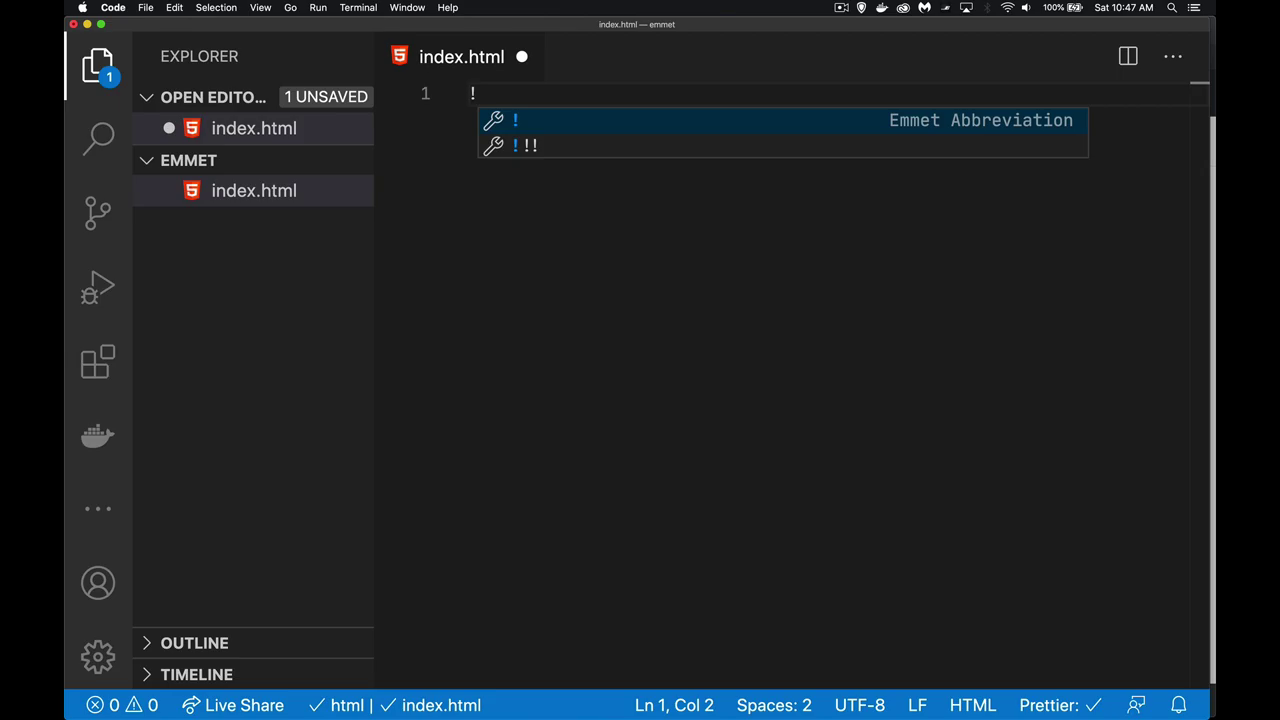 Code File Edit Selection View Go Run Terminal Window Help 100% Sat 10:47 AM
index.html — emmet
EXPLORER
index.html
1
OPEN EDITO... 1 UNSAVED
index.html
EMMET
index.html
1 !
! Emmet Abbreviation
!!!
OUTLINE
TIMELINE
0 0 Live Share html | index.html Ln 1, Col 2 Spaces: 2 UTF-8 LF HTML Prettier: